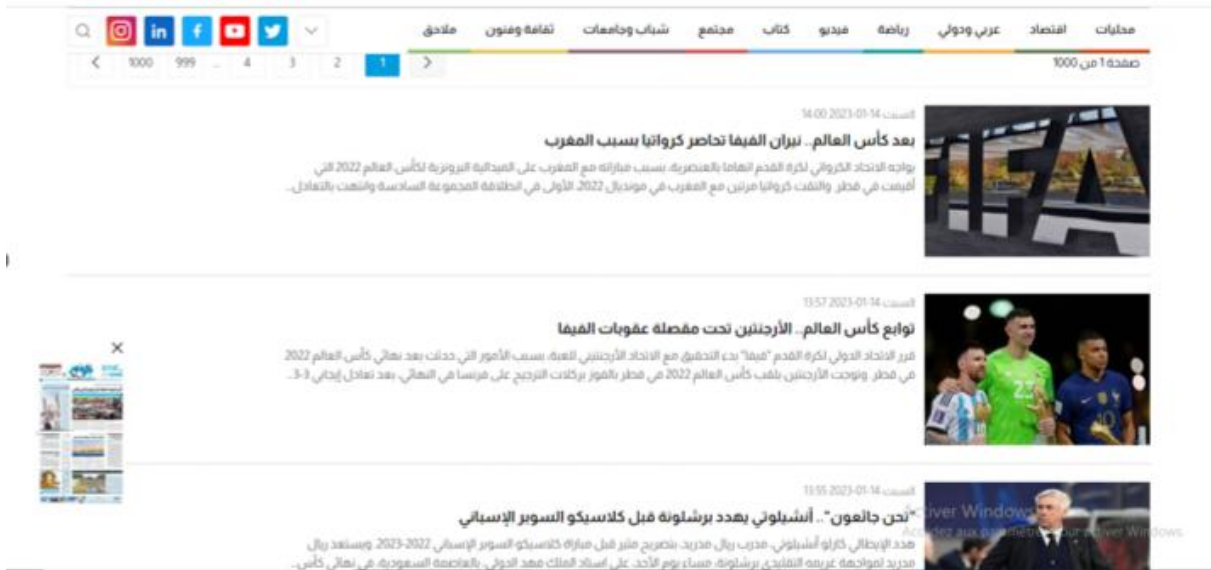 محليات اقتصاد عربي ودولي رياضة فيديو كتاب مجتمع شباب وجامعات ثقافة وفنون ملاحق
صفحة 1 من 1000
1 2 3 4 .. 999 1000
السبت 14-01-2023 14:00
بعد كأس العالم.. نيران الفيفا تحاصر كرواتيا بسبب المغرب
يواجه الاتحاد الكرواتي لكرة القدم اتهاما بالعنصرية، بسبب مباراته مع المغرب على الميدالية البرونزية لكأس العالم 2022 التي
أقيمت في قطر. والتقت كرواتيا مرتين مع المغرب في مونديال 2022، الأولى في انطلاقة المجموعة السادسة وانتهت بالتعادل..
FIFA
السبت 14-01-2023 13:57
توابع كأس العالم.. الأرجنتين تحت مقصلة عقوبات الفيفا
قرر الاتحاد الدولي لكرة القدم "فيفا" بدء التحقيق مع الاتحاد الأرجنتيني للعبة، بسبب الأمور التي حدثت بعد نهائي كأس العالم 2022
في قطر. وتوجت الأرجنتين بلقب كأس العالم 2022 في قطر بالفوز بركلات الترجيح على فرنسا في النهائي، بعد تعادل إيجابي 3-3..
23
10
السبت 14-01-2023 13:55
"نحن جائعون".. أنشيلوتي يهدد برشلونة قبل كلاسيكو السوبر الإسباني
هدد الإيطالي كارلو أنشيلوتي، مدرب ريال مدريد، بتصريح مثير قبل مباراة كلاسيكو السوبر الإسباني 2022-2023. ويستعد ريال
مدريد لمواجهة غريمه التقليدي برشلونة، مساء يوم الأحد، على استاد الملك فهد الدولي، بالعاصمة السعودية، في نهائي كأس..
Activer Windows
Accédez aux paramètres pour activer Windows.